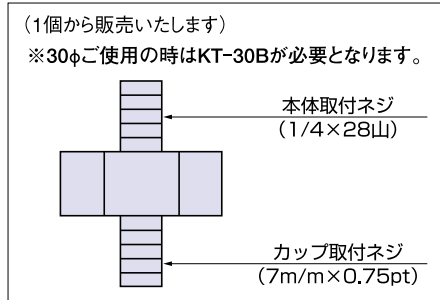 (1個から販売いたします)
※30φご使用の時はKT-30Bが必要となります。
本体取付ネジ
(1/4×28山)
カップ取付ネジ
(7m/m×0.75pt)